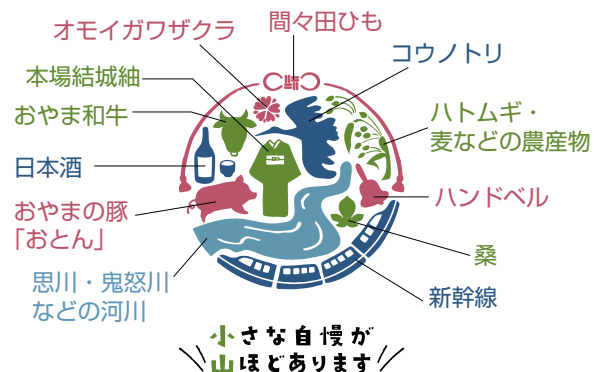 間々田ひも
オモイガワザクラ
コウノトリ
本場結城紬
おやま和牛
ハトムギ・
麦などの農産物
日本酒
ハンドベル
おやまの豚
「おとん」
桑
思川・鬼怒川
などの河川
新幹線
小さな自慢が
山ほどあります